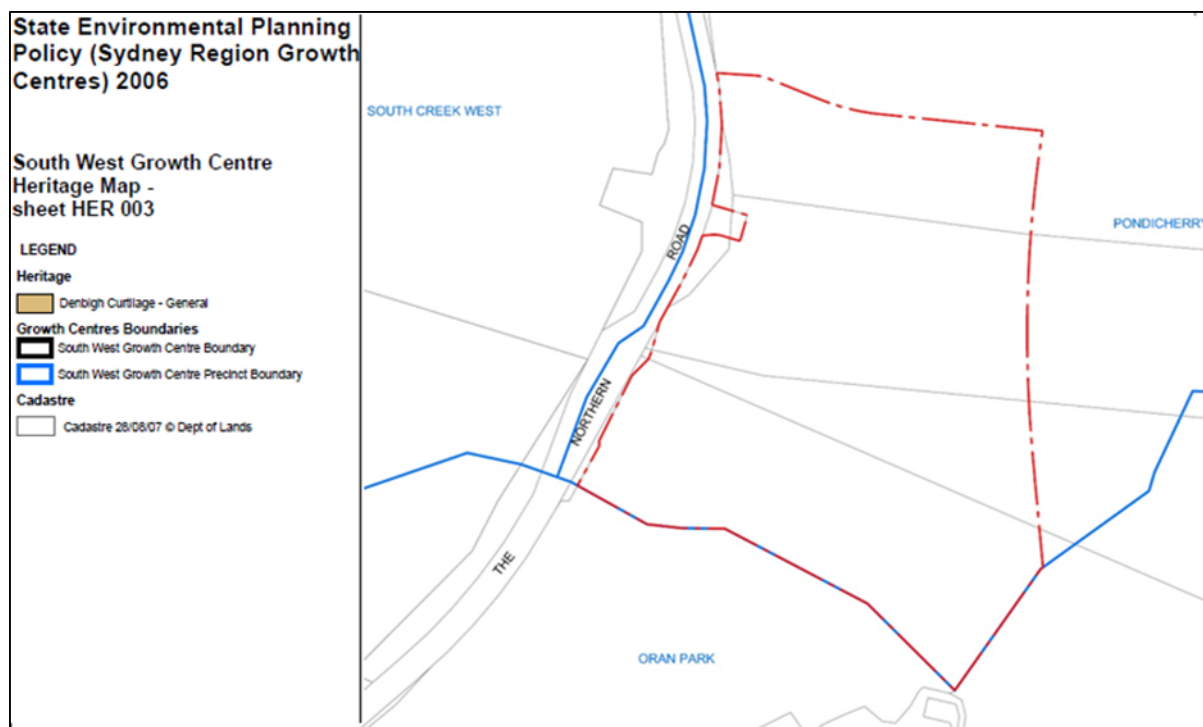 State Environmental Planning
Policy (Sydney Region Growth
Centres) 2006
South West Growth Centre
Heritage Map -
sheet HER 003
LEGEND
Heritage
Denbigh Curtilage - General
Growth Centres Boundaries
South West Growth Centre Boundary
South West Growth Centre Precinct Boundary
Cadastre
Cadastre 28/08/07 © Dept of Lands
SOUTH CREEK WEST
PONDICHERRY
THE
NORTHERN
ROAD
ORAN PARK